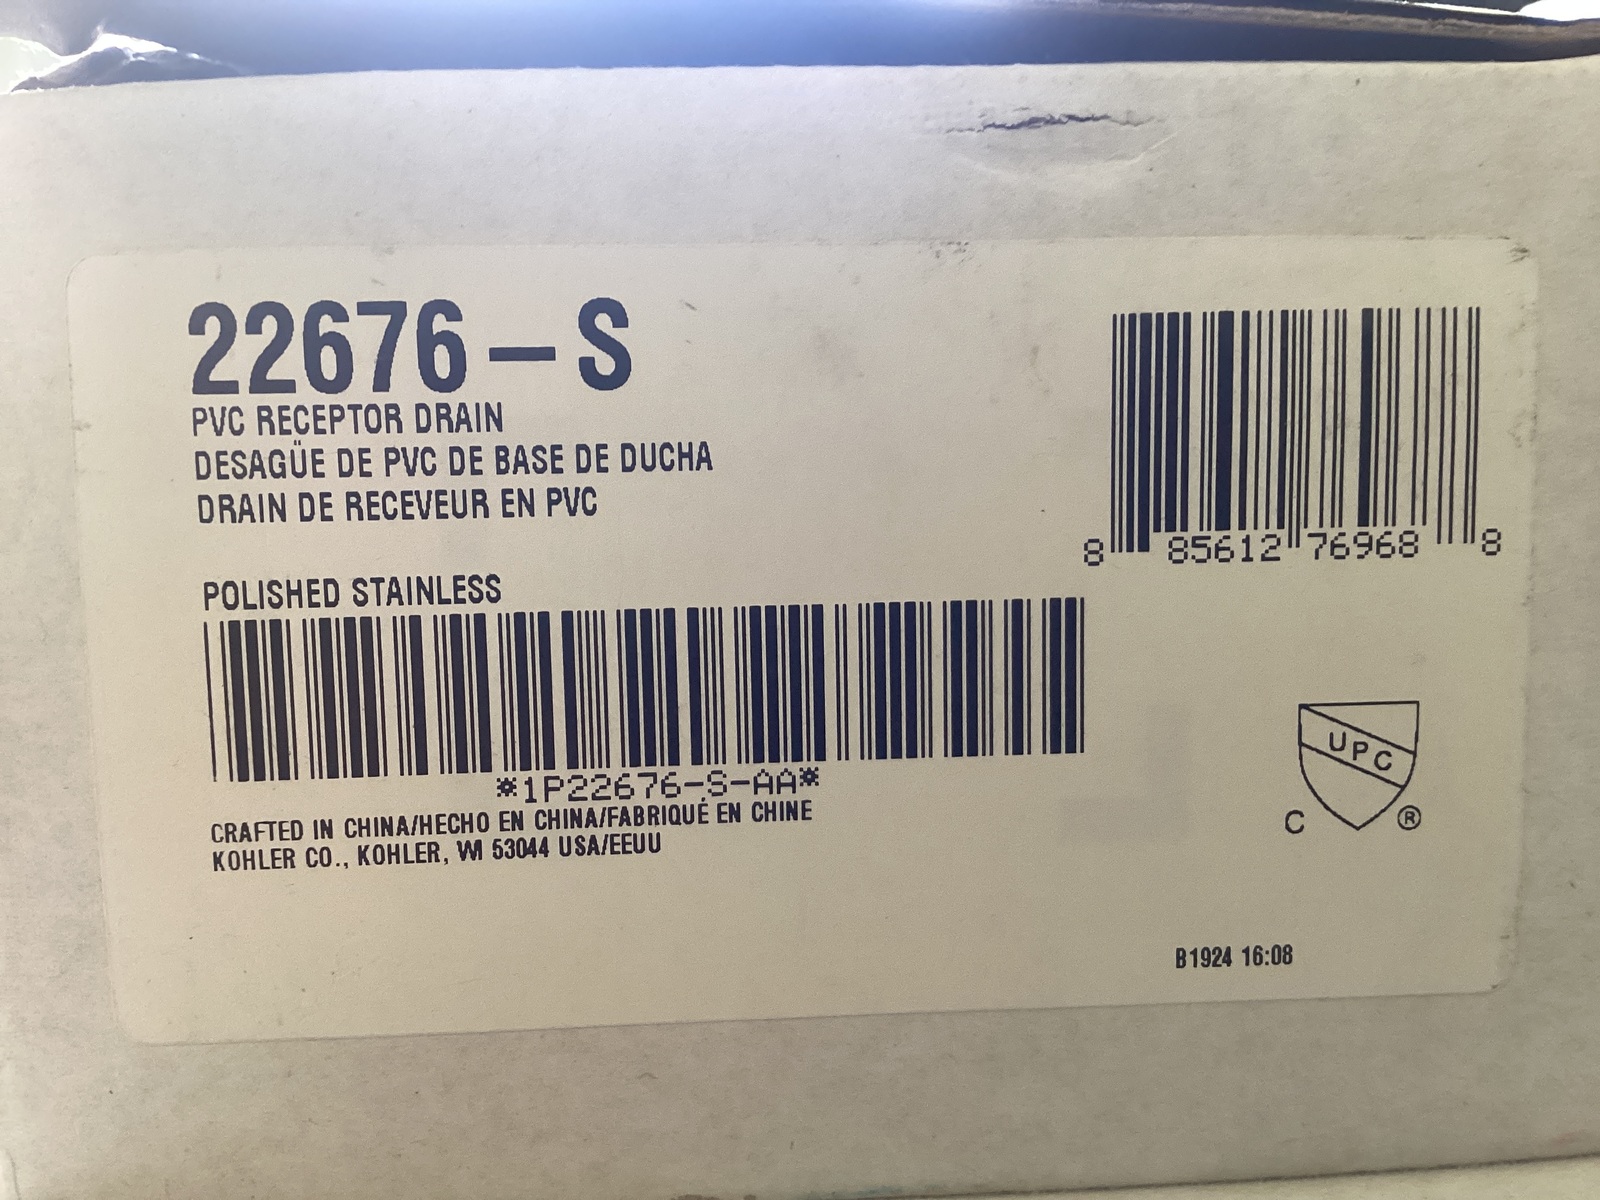 22676-S
PVC RECEPTOR DRAIN
DESAGÜE DE PVC DE BASE DE DUCHA
DRAIN DE RECEVEUR EN PVC
8 85612 76968 8
POLISHED STAINLESS
*1P22676-S-AA*
CRAFTED IN CHINA/HECHO EN CHINA/FABRIQUÉ EN CHINE
KOHLER CO., KOHLER, WI 53044 USA/EEUU
UPC
C ®
B1924 16:08